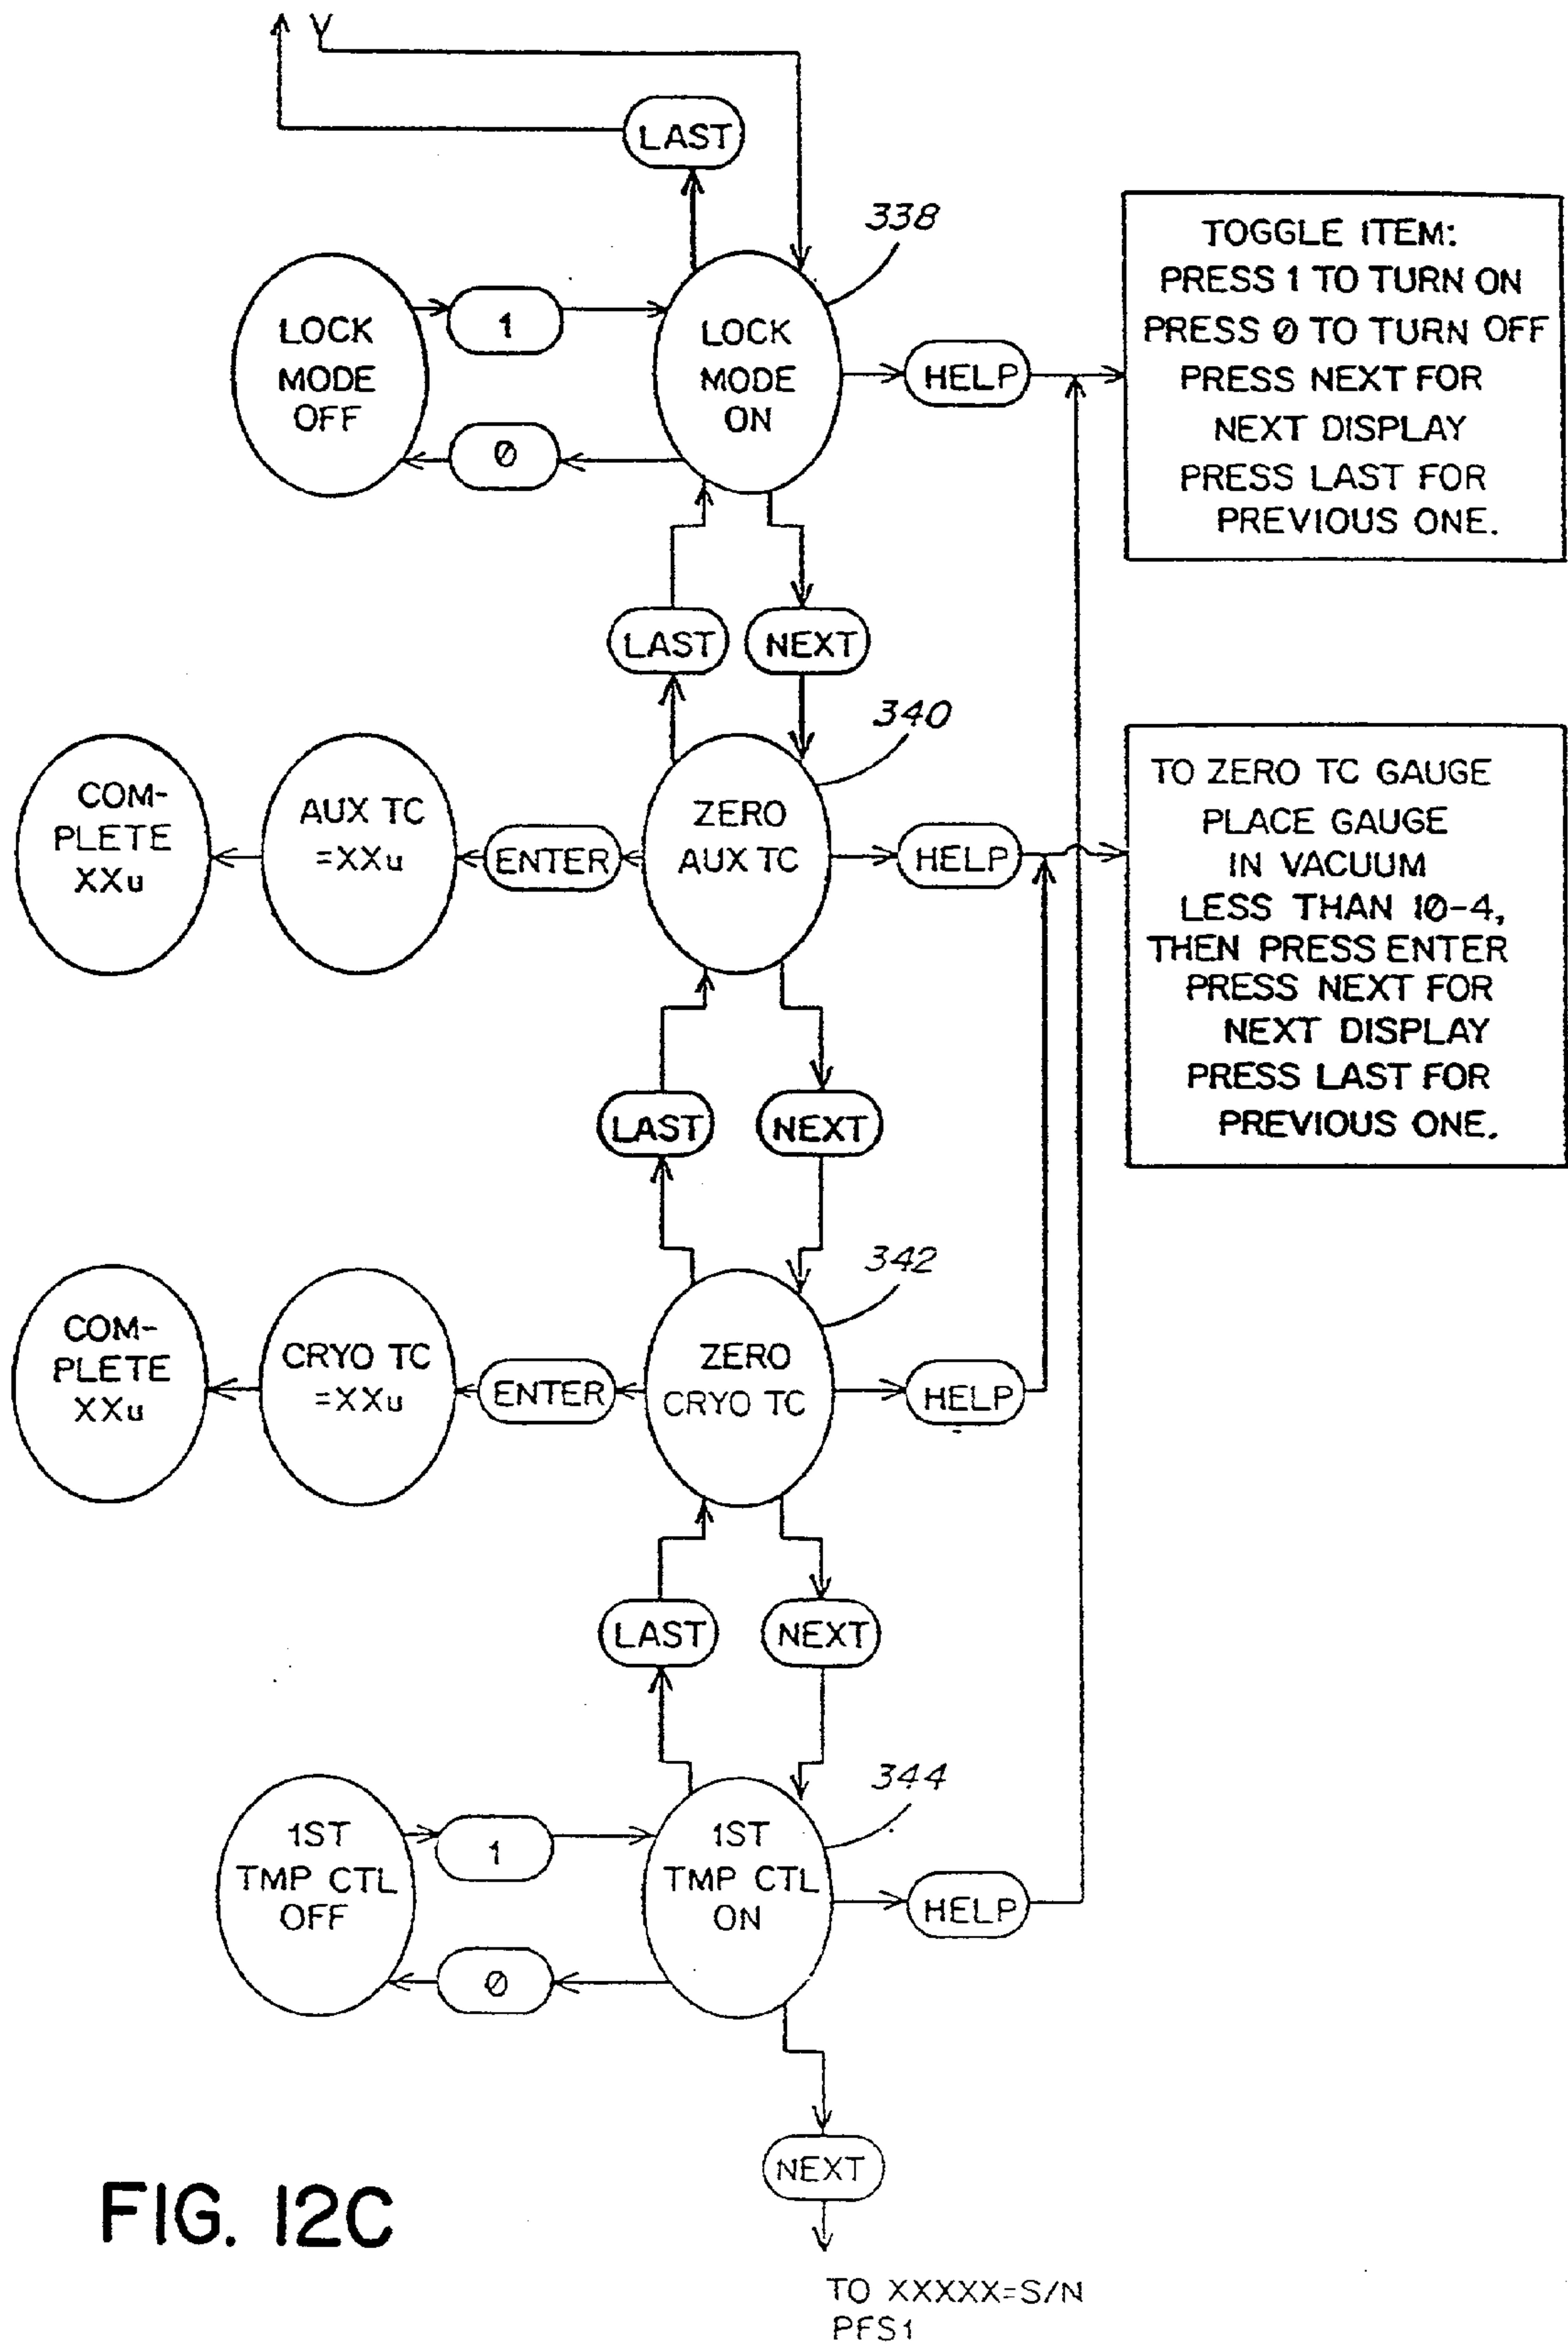 LAST
338
LOCK
MODE
OFF
1
0
LOCK
MODE
ON
HELP
TOGGLE ITEM:
PRESS 1 TO TURN ON
PRESS 0 TO TURN OFF
PRESS NEXT FOR
NEXT DISPLAY
PRESS LAST FOR
PREVIOUS ONE.
LAST
NEXT
340
COM-
PLETE
XXu
AUX TC
=XXu
ENTER
ZERO
AUX TC
HELP
TO ZERO TC GAUGE
PLACE GAUGE
IN VACUUM
LESS THAN 10-4,
THEN PRESS ENTER
PRESS NEXT FOR
NEXT DISPLAY
PRESS LAST FOR
PREVIOUS ONE.
LAST
NEXT
342
COM-
PLETE
XXu
CRYO TC
=XXu
ENTER
ZERO
CRYO TC
HELP
LAST
NEXT
344
1ST
TMP CTL
OFF
1
0
1ST
TMP CTL
ON
HELP
NEXT
FIG. 12C
TO XXXXX=S/N
PFS1